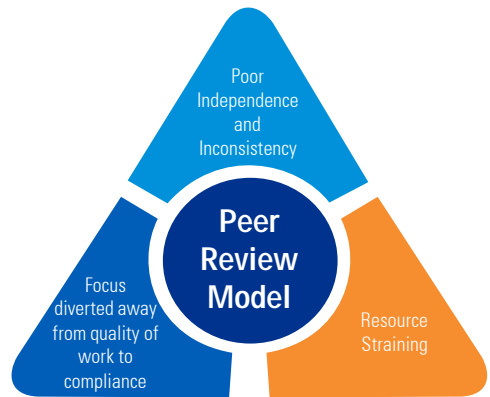 Poor
Independence
and
Inconsistency
Peer
Review
Model
Focus
diverted away
from quality of
work to
compliance
Resource
Straining